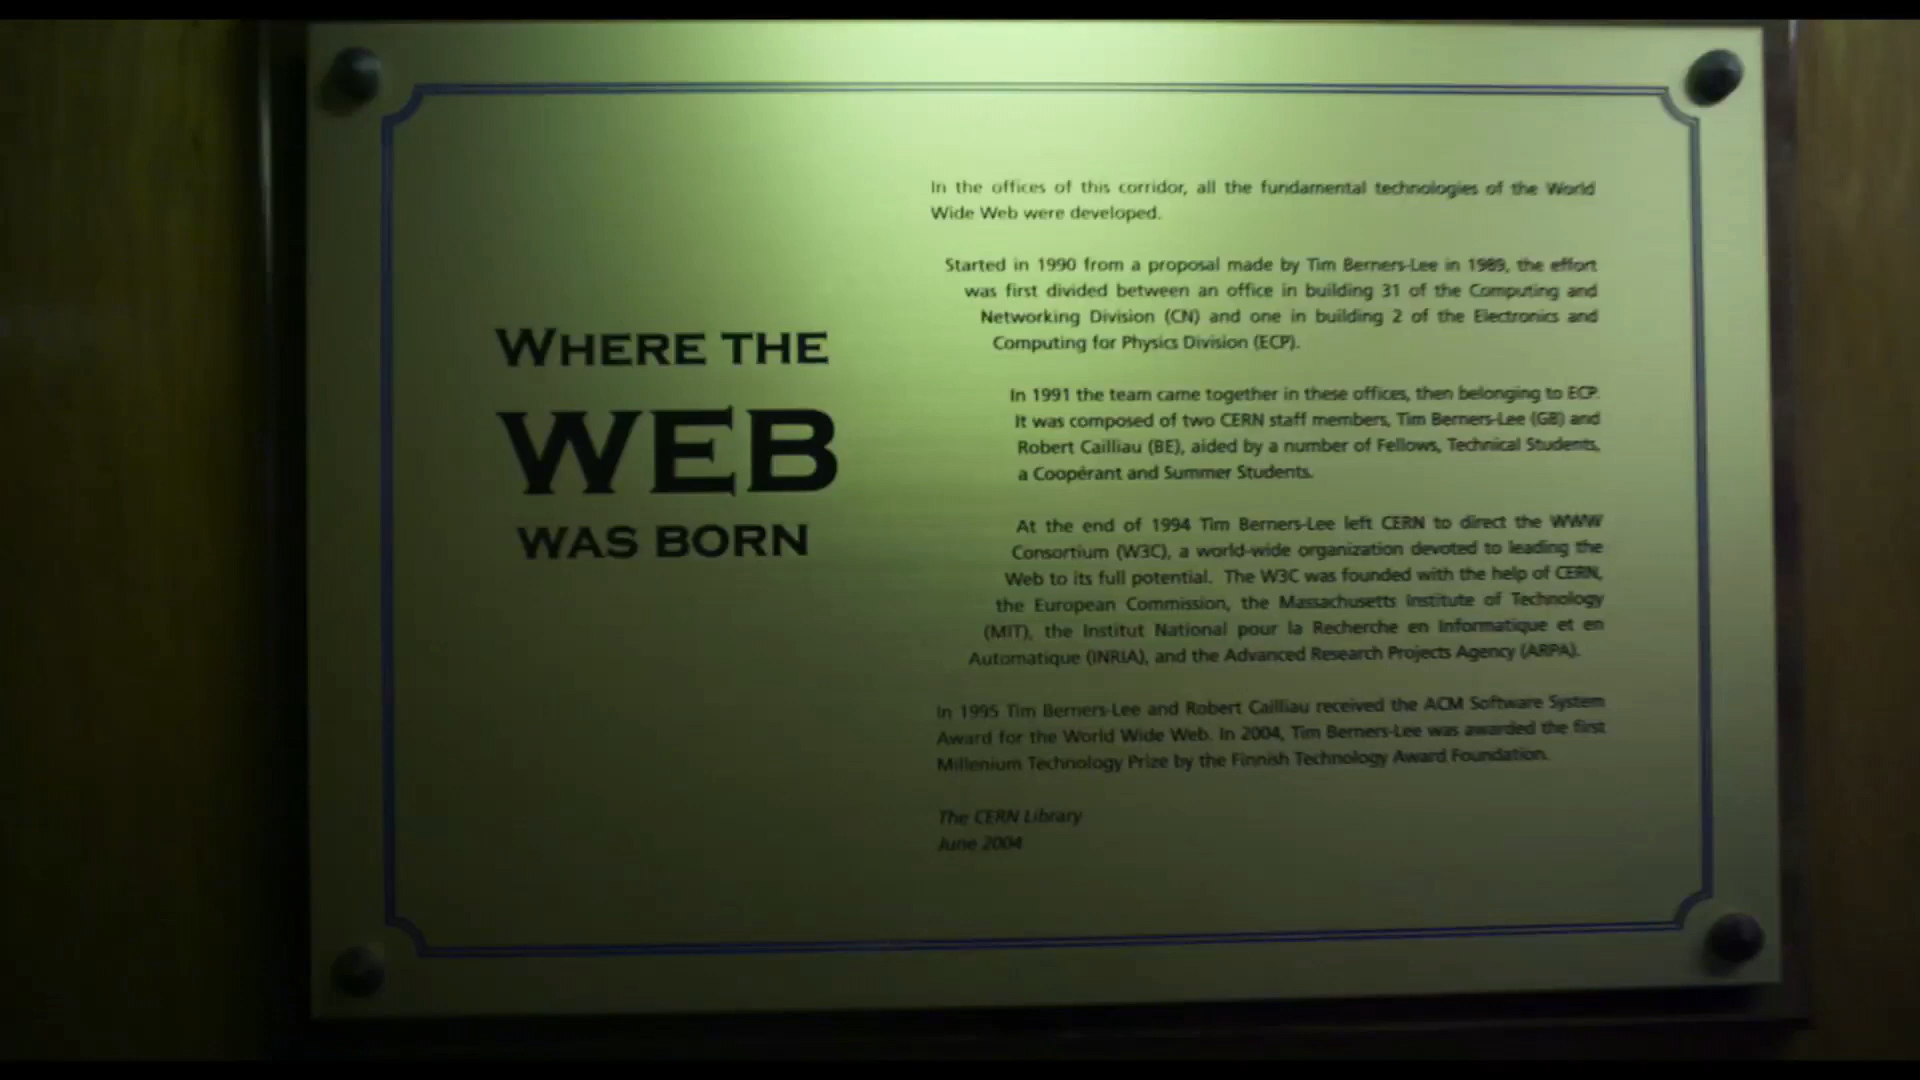 WHERE THE
WEB
WAS BORN
In the offices of this corridor, all the fundamental technologies of the World
Wide Web were developed.
Started in 1990 from a proposal made by Tim Berners-Lee in 1989, the effort
was first divided between an office in building 31 of the Computing and
Networking Division (CN) and one in building 2 of the Electronics and
Computing for Physics Division (ECP).
In 1991 the team came together in these offices, then belonging to ECP.
It was composed of two CERN staff members, Tim Berners-Lee (GB) and
Robert Cailliau (BE), aided by a number of Fellows, Technical Students,
a Coopérant and Summer Students.
At the end of 1994 Tim Berners-Lee left CERN to direct the WWW
Consortium (W3C), a world-wide organization devoted to leading the
Web to its full potential. The W3C was founded with the help of CERN,
the European Commission, the Massachusetts Institute of Technology
(MIT), the Institut National pour la Recherche en Informatique et en
Automatique (INRIA), and the Advanced Research Projects Agency (ARPA).
In 1995 Tim Berners-Lee and Robert Cailliau received the ACM Software System
Award for the World Wide Web. In 2004, Tim Berners-Lee was awarded the first
Millenium Technology Prize by the Finnish Technology Award Foundation.
The CERN Library
June 2004